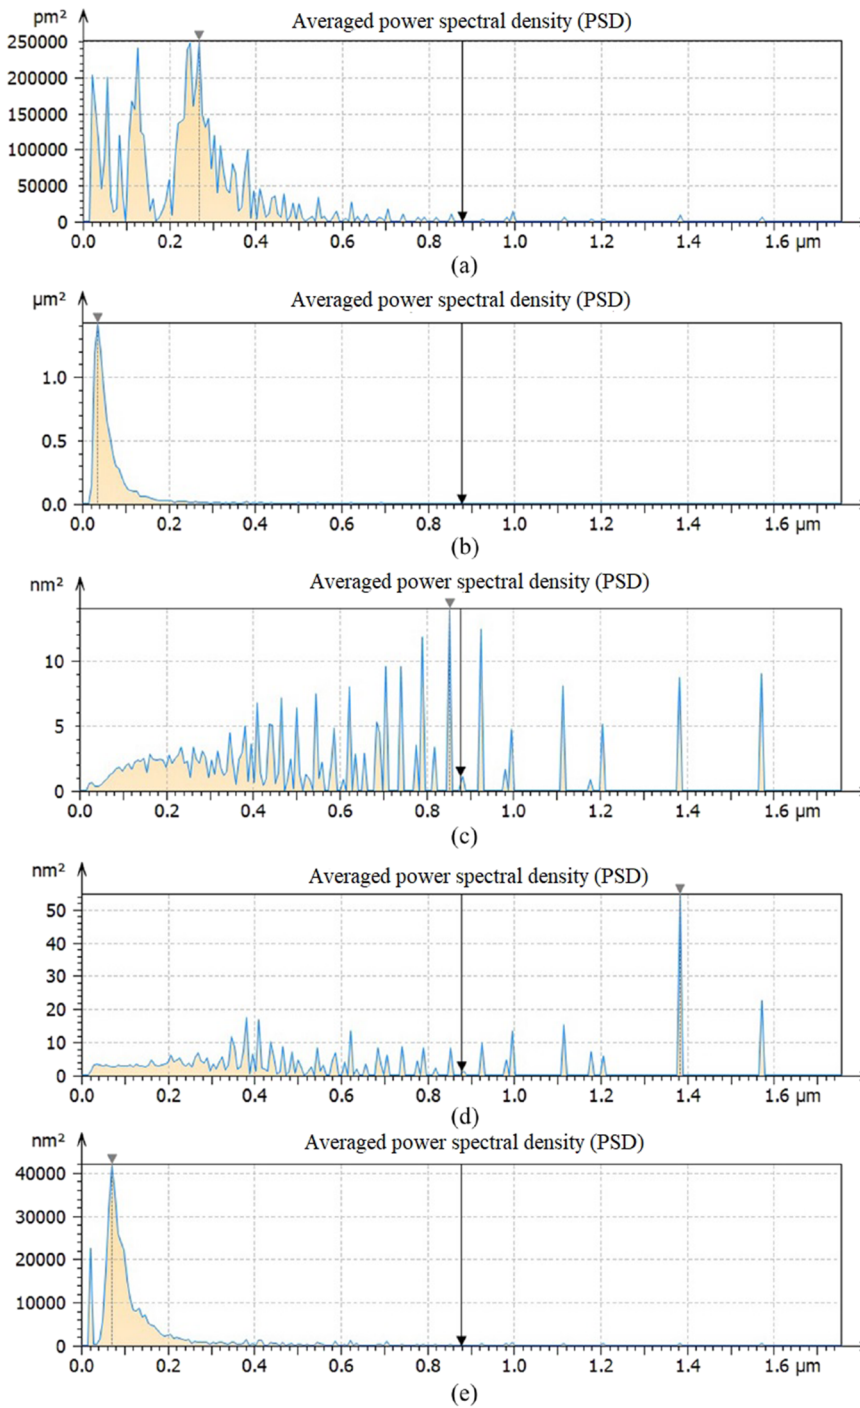 pm²
Averaged power spectral density (PSD)
250000
200000
150000
100000
50000
0
0.0 0.2 0.4 0.6 0.8 1.0 1.2 1.4 1.6 µm
(a)
µm²
Averaged power spectral density (PSD)
1.0
0.5
0.0
0.0 0.2 0.4 0.6 0.8 1.0 1.2 1.4 1.6 µm
(b)
nm²
Averaged power spectral density (PSD)
10
5
0
0.0 0.2 0.4 0.6 0.8 1.0 1.2 1.4 1.6 µm
(c)
nm²
Averaged power spectral density (PSD)
50
40
30
20
10
0
0.0 0.2 0.4 0.6 0.8 1.0 1.2 1.4 1.6 µm
(d)
nm²
Averaged power spectral density (PSD)
40000
30000
20000
10000
0
0.0 0.2 0.4 0.6 0.8 1.0 1.2 1.4 1.6 µm
(e)